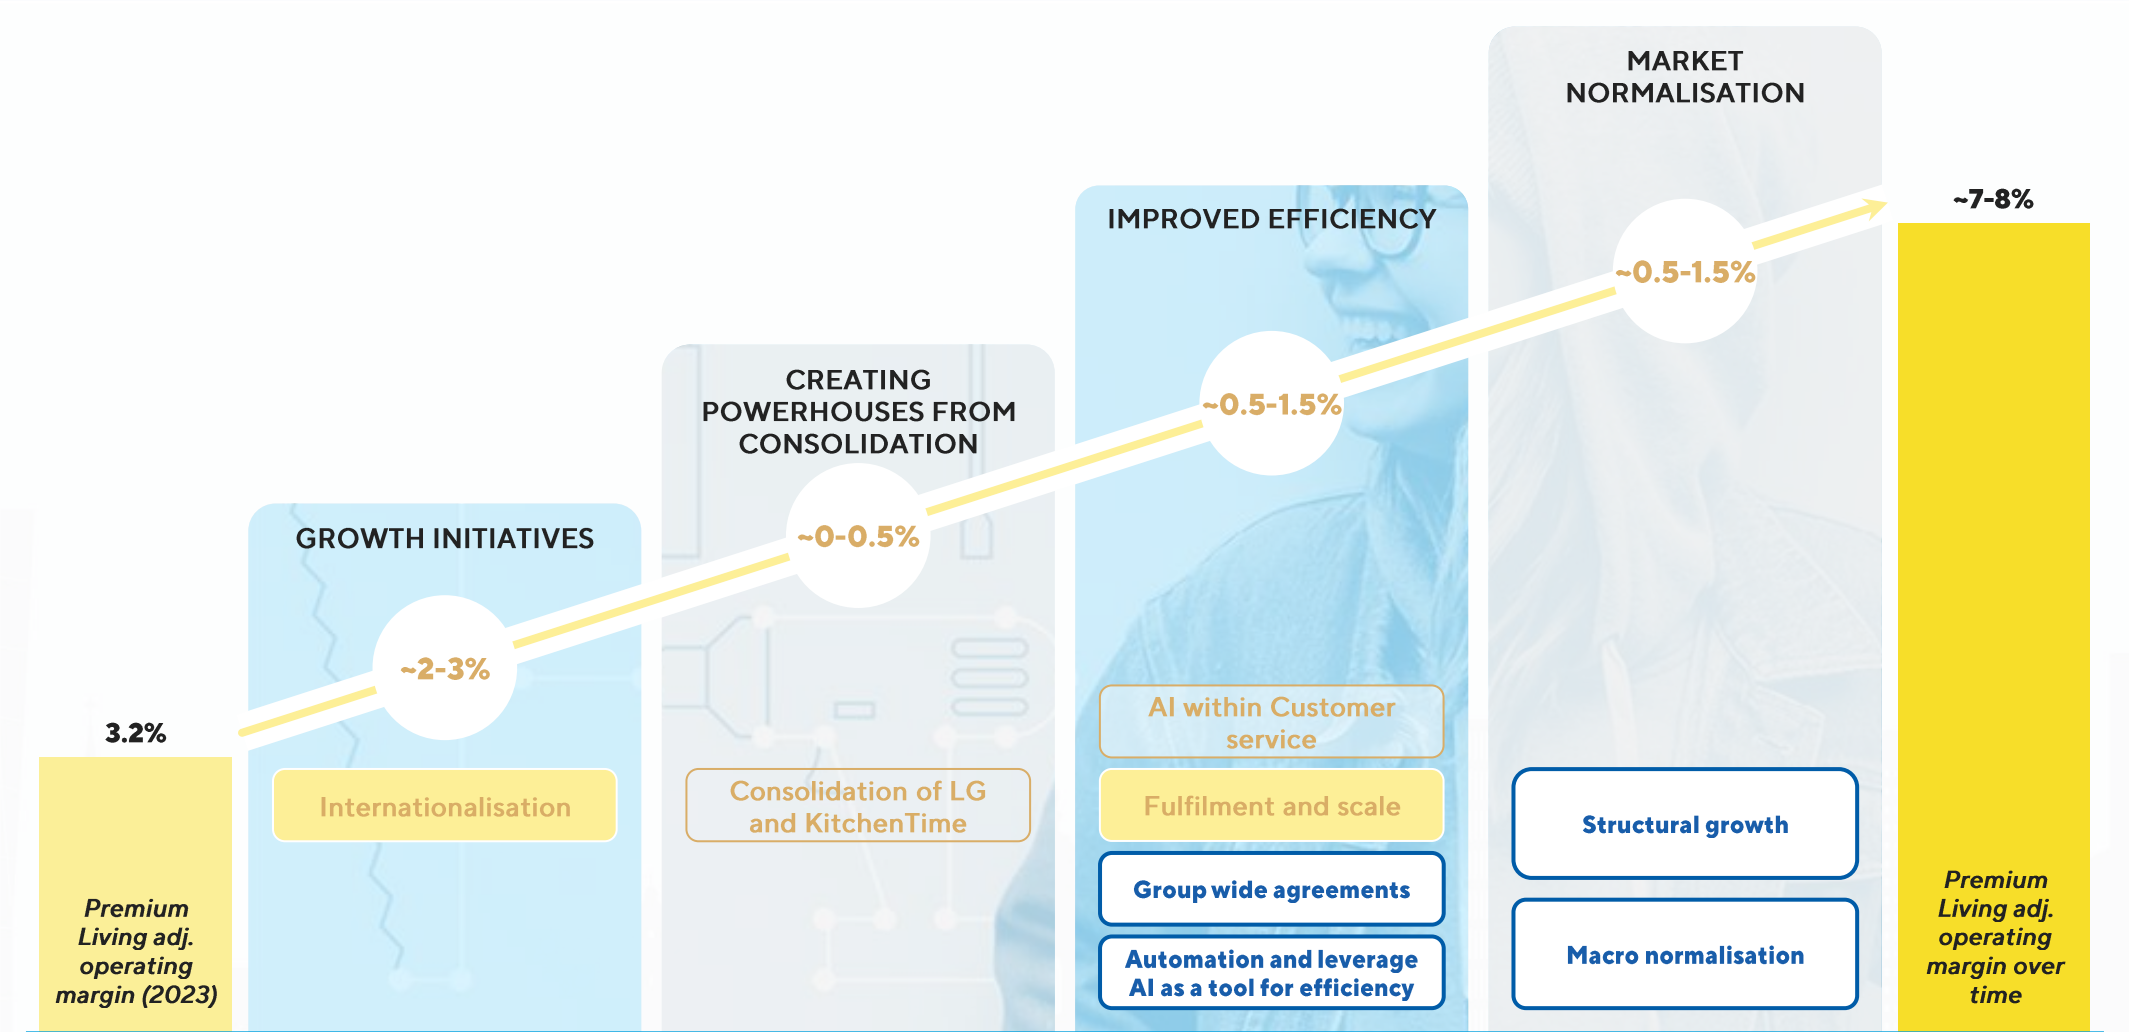 3.2%
Premium
Living adj.
operating
margin (2023)
GROWTH INITIATIVES
~2-3%
Internationalisation
CREATING
POWERHOUSES FROM
CONSOLIDATION
~0-0.5%
Consolidation of LG
and KitchenTime
IMPROVED EFFICIENCY
~0.5-1.5%
AI within Customer
service
Fulfilment and scale
Group wide agreements
Automation and leverage
AI as a tool for efficiency
MARKET
NORMALISATION
~0.5-1.5%
Structural growth
Macro normalisation
~7-8%
Premium
Living adj.
operating
margin over
time